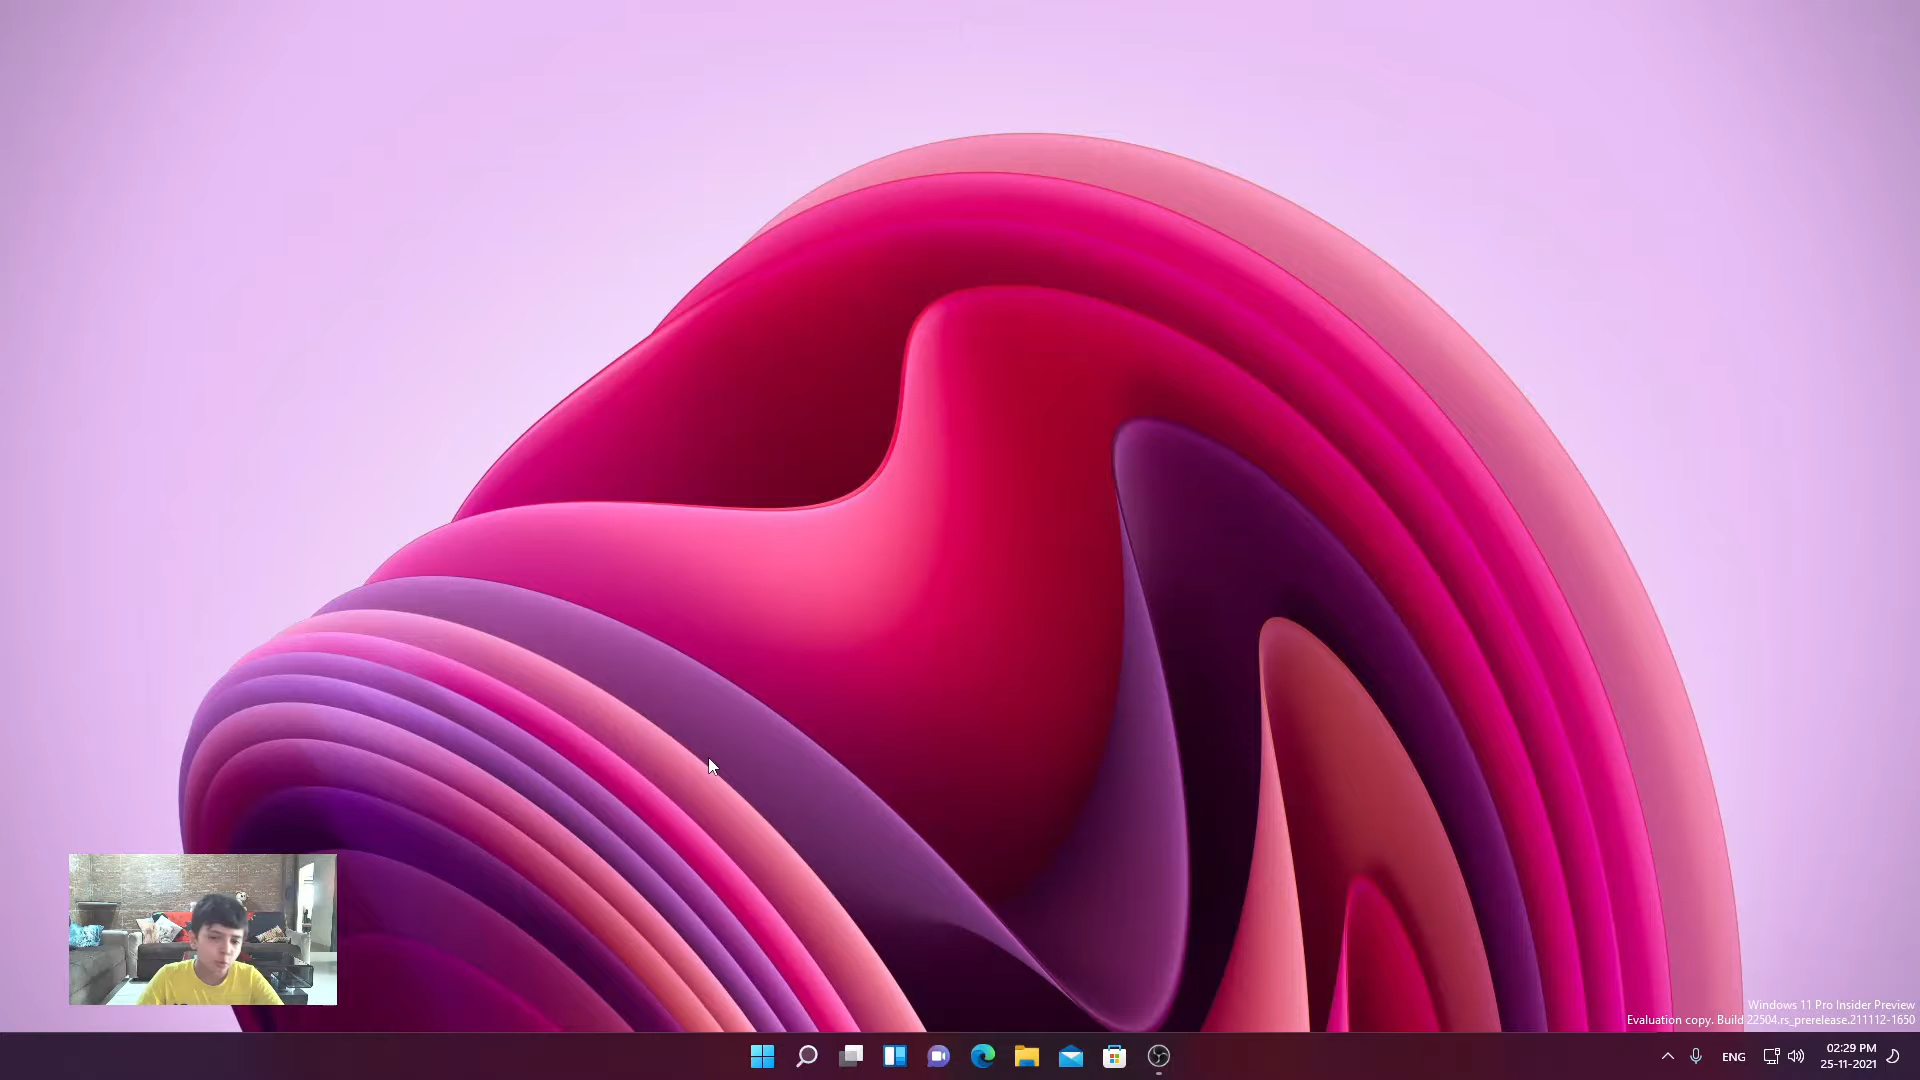 Windows 11 Pro Insider Preview
Evaluation copy. Build 22504.rs_prerelease.211112-1650
ENG
02:29 PM
25-11-2021